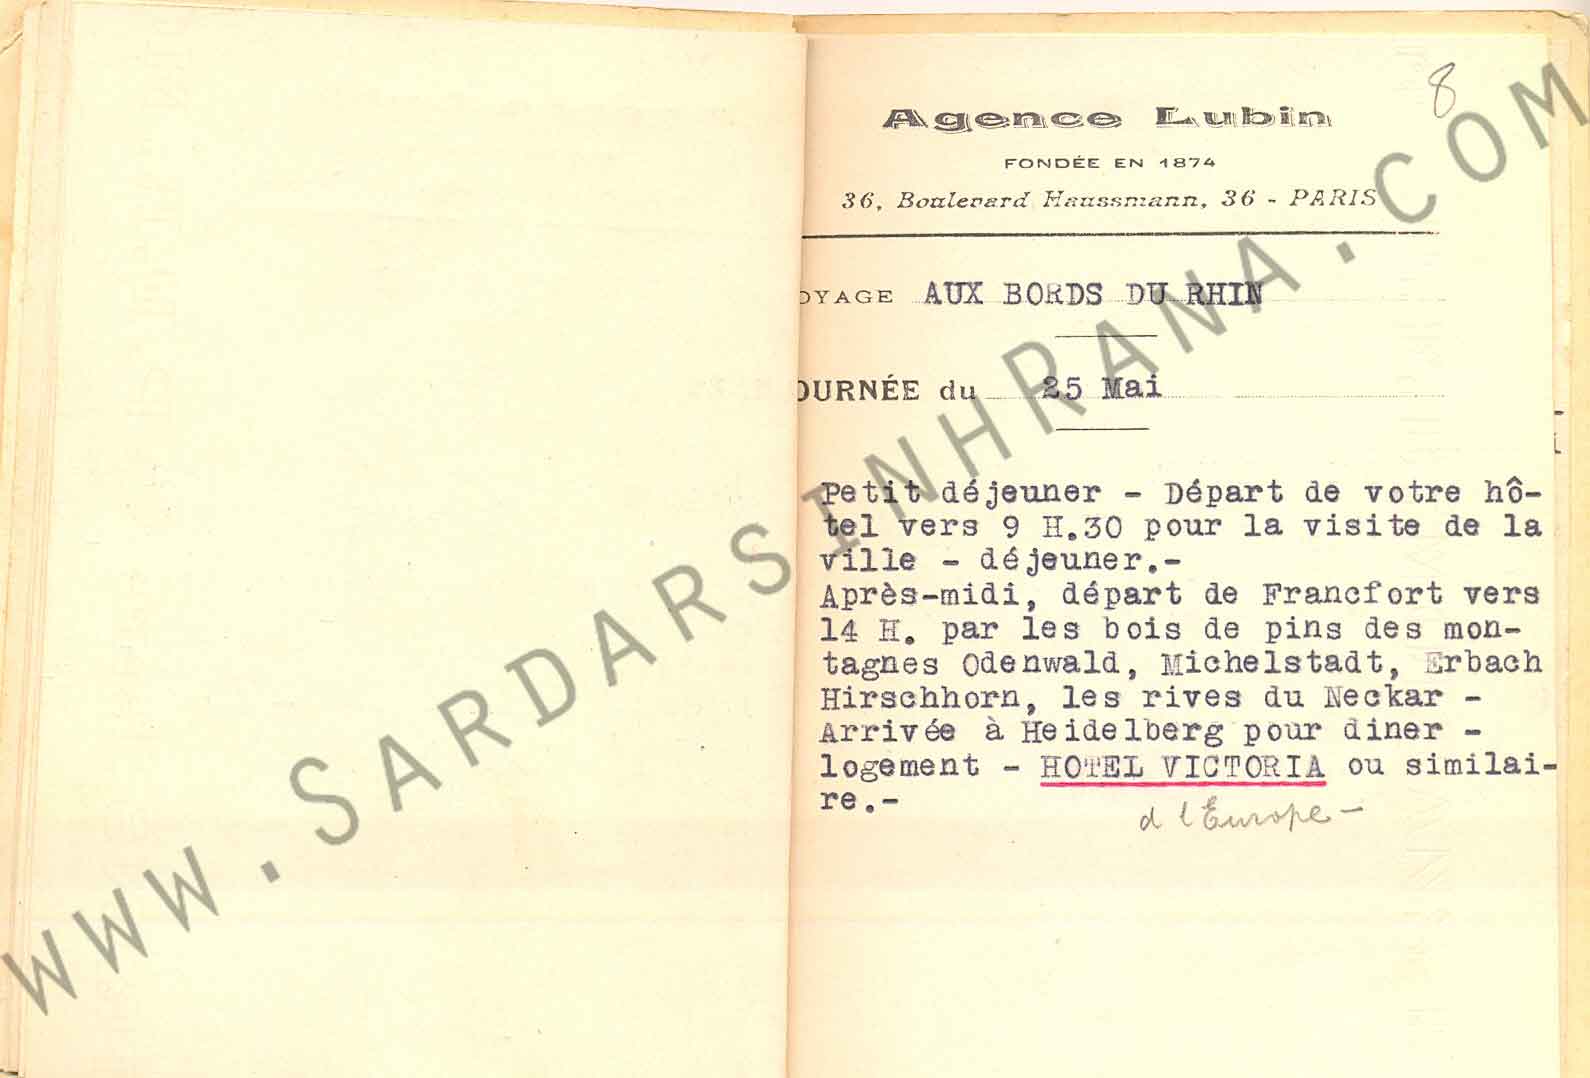 8
Agence Lubin
FONDÉE EN 1874
36, Boulevard Haussmann, 36 - PARIS
OYAGE AUX BORDS DU RHIN
OURNÉE du 25 Mai
Petit déjeuner - Départ de votre hô-
tel vers 9 H.30 pour la visite de la
ville - déjeuner.-
Après-midi, départ de Francfort vers
14 H. par les bois de pins des mon-
tagnes Odenwald, Michelstadt, Erbach
Hirschhorn, les rives du Neckar -
Arrivée à Heidelberg pour diner -
logement - HOTEL VICTORIA ou similai-
re.-
d l'Europe -
WWW.SARDARSINHRANA.COM